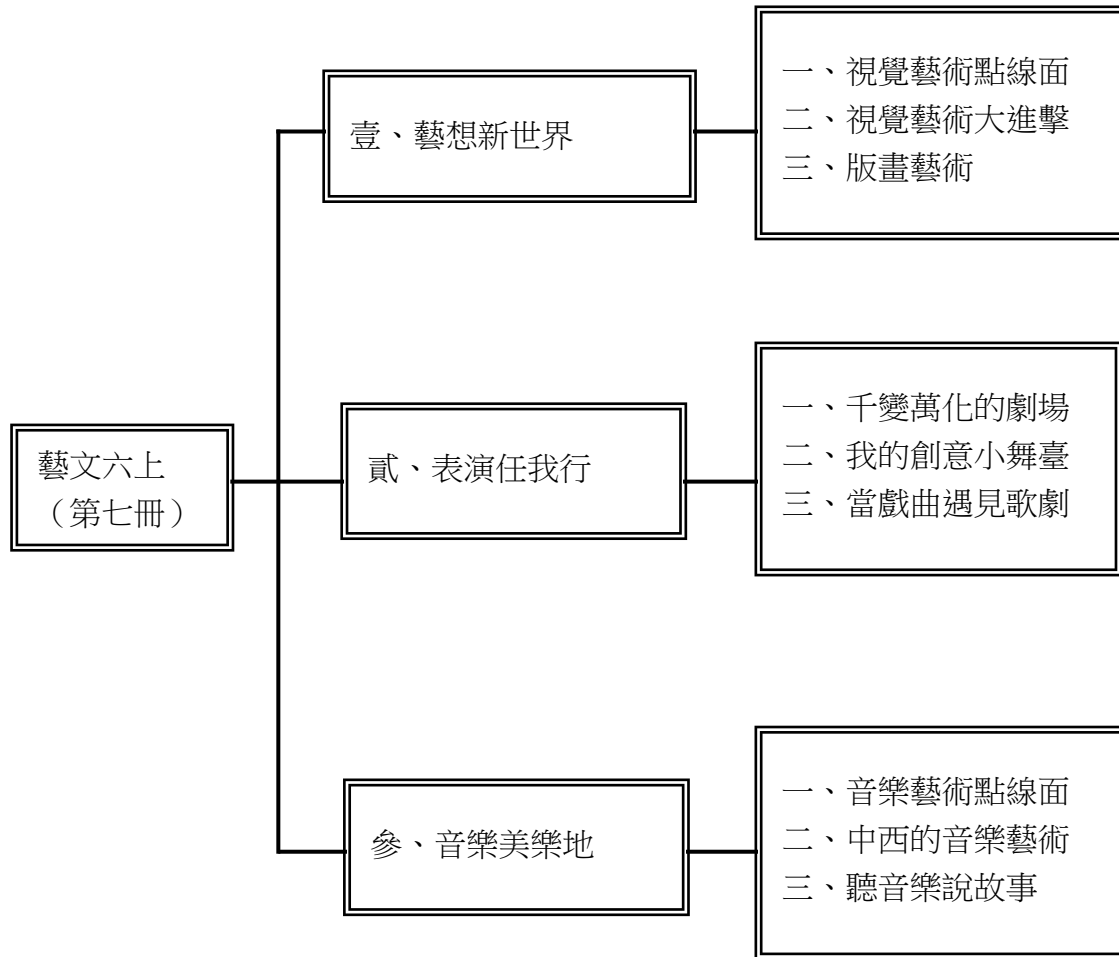 壹、藝想新世界
一、視覺藝術點線面
二、視覺藝術大進擊
三、版畫藝術
藝文六上
（第七冊）
貳、表演任我行
一、千變萬化的劇場
二、我的創意小舞臺
三、當戲曲遇見歌劇
參、音樂美樂地
一、音樂藝術點線面
二、中西的音樂藝術
三、聽音樂說故事